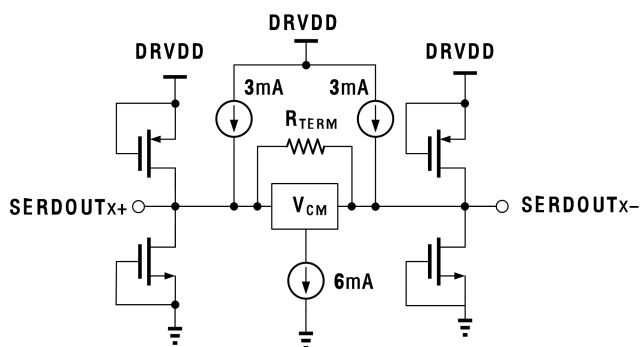 DRVDD
DRVDD
DRVDD
3mA
3mA
RTERM
SERDOUTx+
VCM
SERDOUTx–
6mA